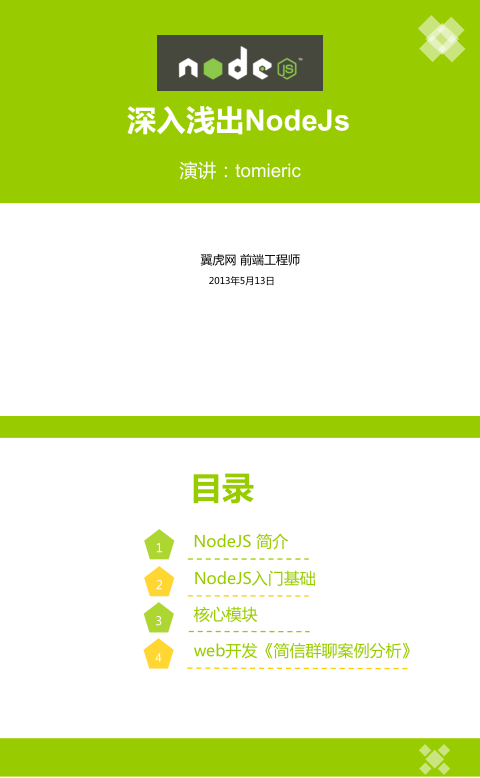 node JS ™
深入浅出NodeJs
演讲：tomieric
翼虎网 前端工程师
2013年5月13日
目录
1 NodeJS 简介
2 NodeJS入门基础
3 核心模块
4 web开发《简信群聊案例分析》